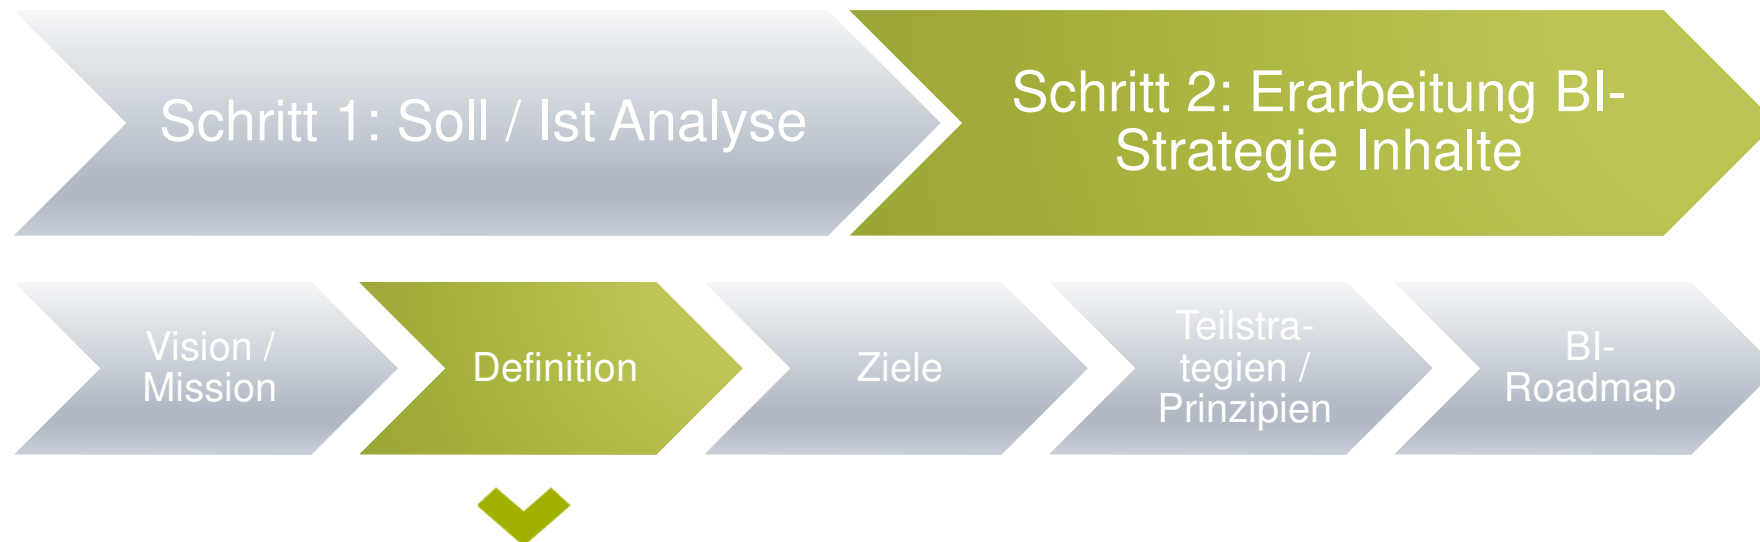 Schritt 1: Soll / Ist Analyse
Schritt 2: Erarbeitung BI-
Strategie Inhalte
Vision /
Mission
Definition
Ziele
Teilstra-
tegien /
Prinzipien
BI-
Roadmap